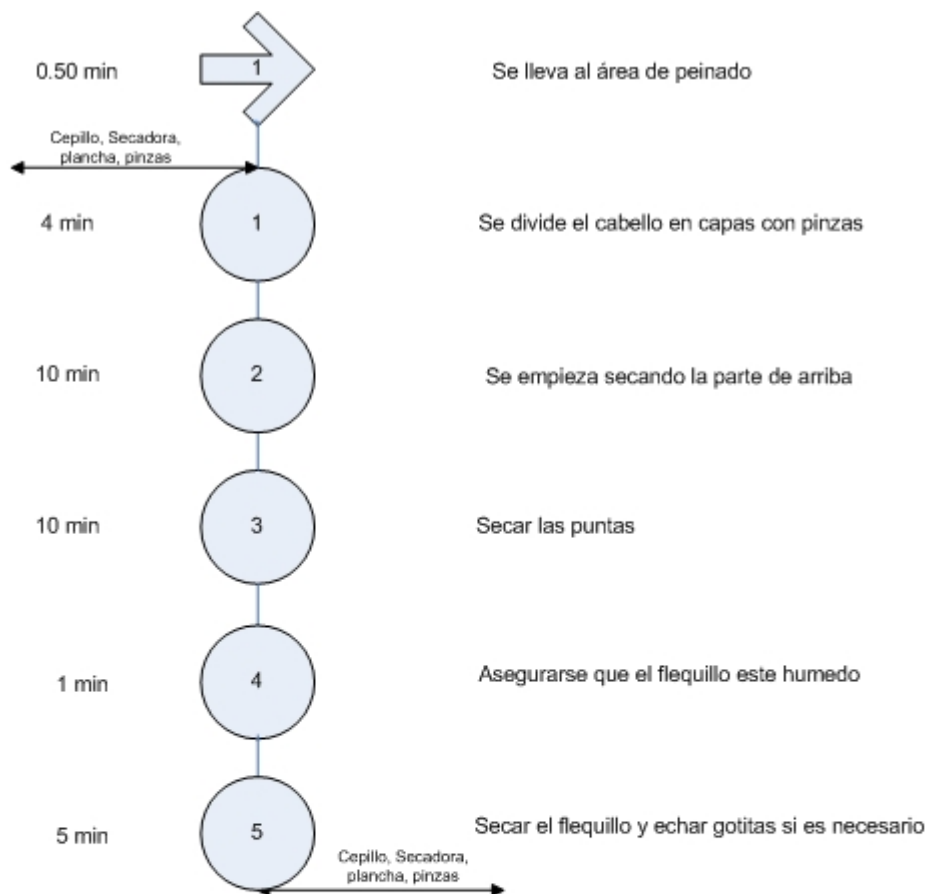 0.50 min
1
Se lleva al área de peinado
Cepillo, Secadora,
plancha, pinzas
4 min
1
Se divide el cabello en capas con pinzas
10 min
2
Se empieza secando la parte de arriba
10 min
3
Secar las puntas
1 min
4
Asegurarse que el flequillo este humedo
5 min
5
Secar el flequillo y echar gotitas si es necesario
Cepillo, Secadora,
plancha, pinzas